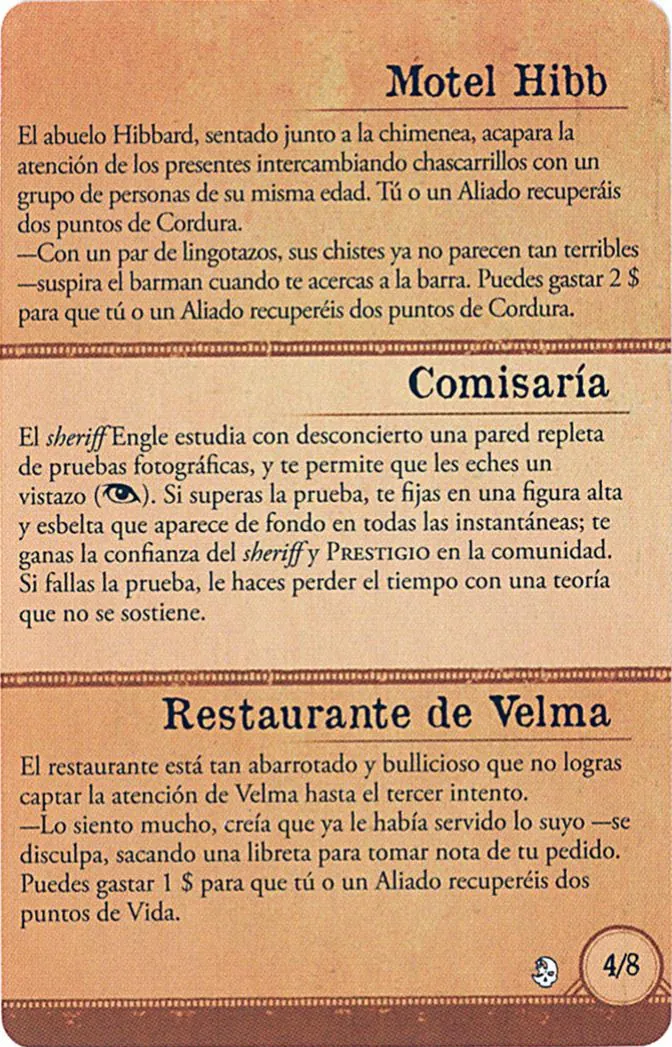 Motel Hibb
El abuelo Hibbard, sentado junto a la chimenea, acapara la
atención de los presentes intercambiando chascarrillos con un
grupo de personas de su misma edad. Tú o un Aliado recuperáis
dos puntos de Cordura.
—Con un par de lingotazos, sus chistes ya no parecen tan terribles
—suspira el barman cuando te acercas a la barra. Puedes gastar 2 $
para que tú o un Aliado recuperéis dos puntos de Cordura.
Comisaría
El sheriff Engle estudia con desconcierto una pared repleta
de pruebas fotográficas, y te permite que les eches un
vistazo (). Si superas la prueba, te fijas en una figura alta
y esbelta que aparece de fondo en todas las instantáneas; te
ganas la confianza del sheriff y PRESTIGIO en la comunidad.
Si fallas la prueba, le haces perder el tiempo con una teoría
que no se sostiene.
Restaurante de Velma
El restaurante está tan abarrotado y bullicioso que no logras
captar la atención de Velma hasta el tercer intento.
—Lo siento mucho, creía que ya le había servido lo suyo —se
disculpa, sacando una libreta para tomar nota de tu pedido.
Puedes gastar 1 $ para que tú o un Aliado recuperéis dos
puntos de Vida.
4/8